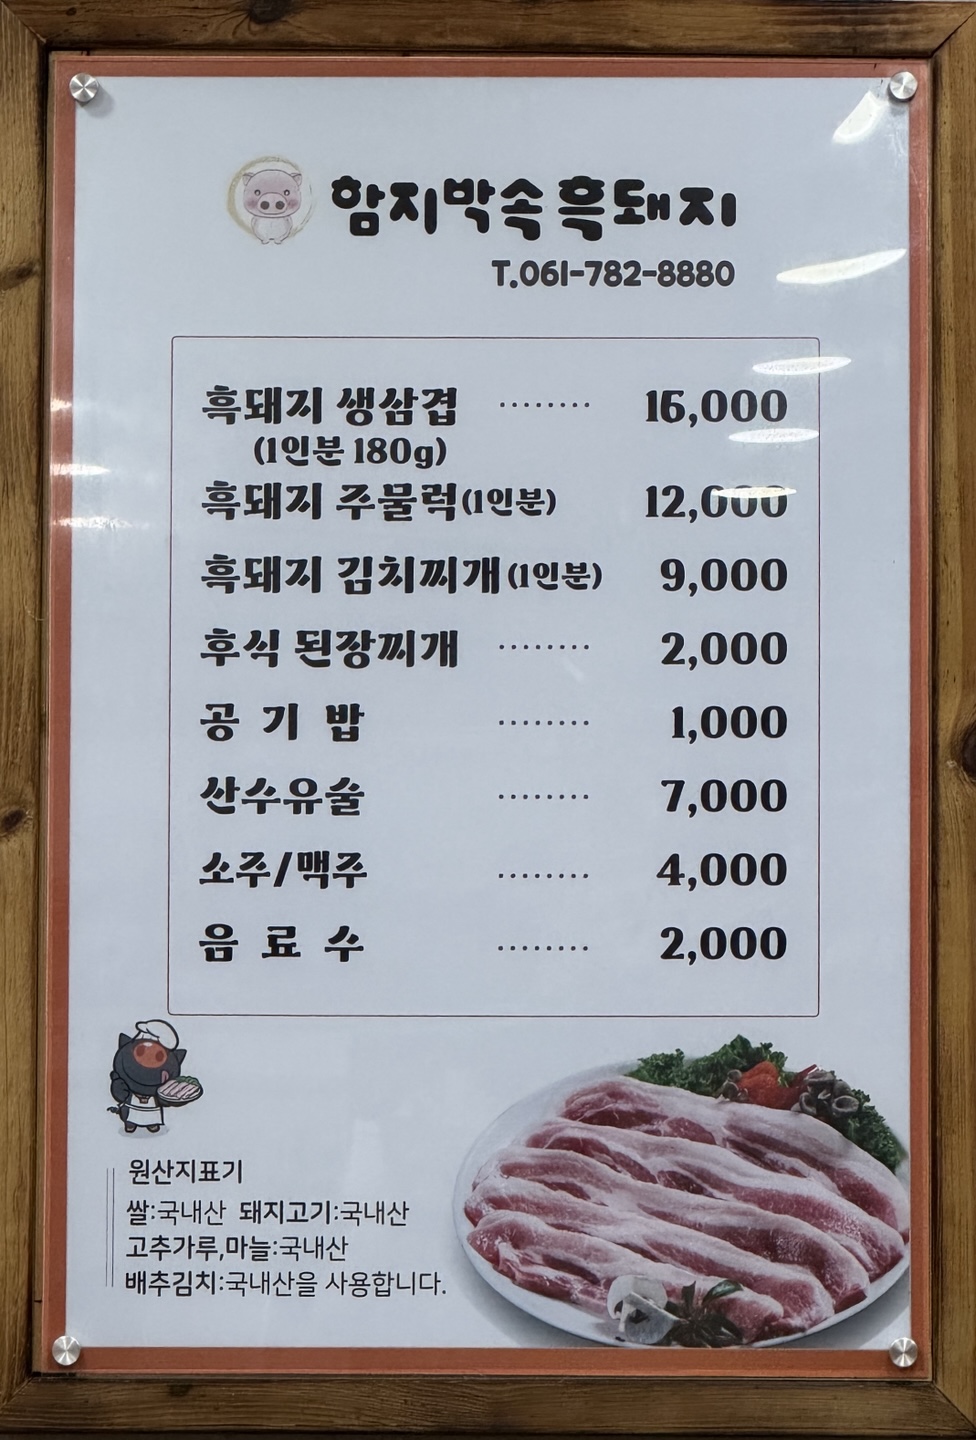 함지박속흑돼지
T.061-782-8880
흑돼지 생삼겹 ········ 16,000
(1인분 180g)
흑돼지 주물럭(1인분) 12,000
흑돼지 김치찌개(1인분) 9,000
후식 된장찌개 ········ 2,000
공 기 밥 ········ 1,000
산수유술 ········ 7,000
소주/맥주 ········ 4,000
음 료 수 ········ 2,000
원산지표기
쌀:국내산 돼지고기:국내산
고추가루,마늘:국내산
배추김치:국내산을 사용합니다.